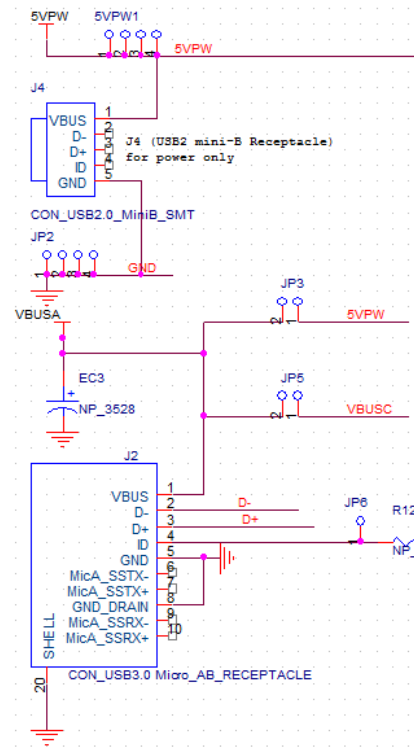 5VPW 5VPW1
1 2 3 4 5VPW
J4
VBUS 1
D- 2
D+ 3
ID 4
GND 5
J4 (USB2 mini-B Receptacle)
for power only
CON_USB2.0_MiniB_SMT
JP2
1 2 3 4 GND
VBUSA
JP3
2 1 5VPW
EC3
+
NP_3528
JP5
2 1 VBUSC
J2
VBUS 1
D- 2 D-
D+ 3 D+
ID 4
GND 5
MicA_SSTX- 6
MicA_SSTX+ 7
GND_DRAIN 8
MicA_SSRX- 9
MicA_SSRX+ 10
JP6
1
R12
NP_
SHELL
20
CON_USB3.0 Micro_AB_RECEPTACLE